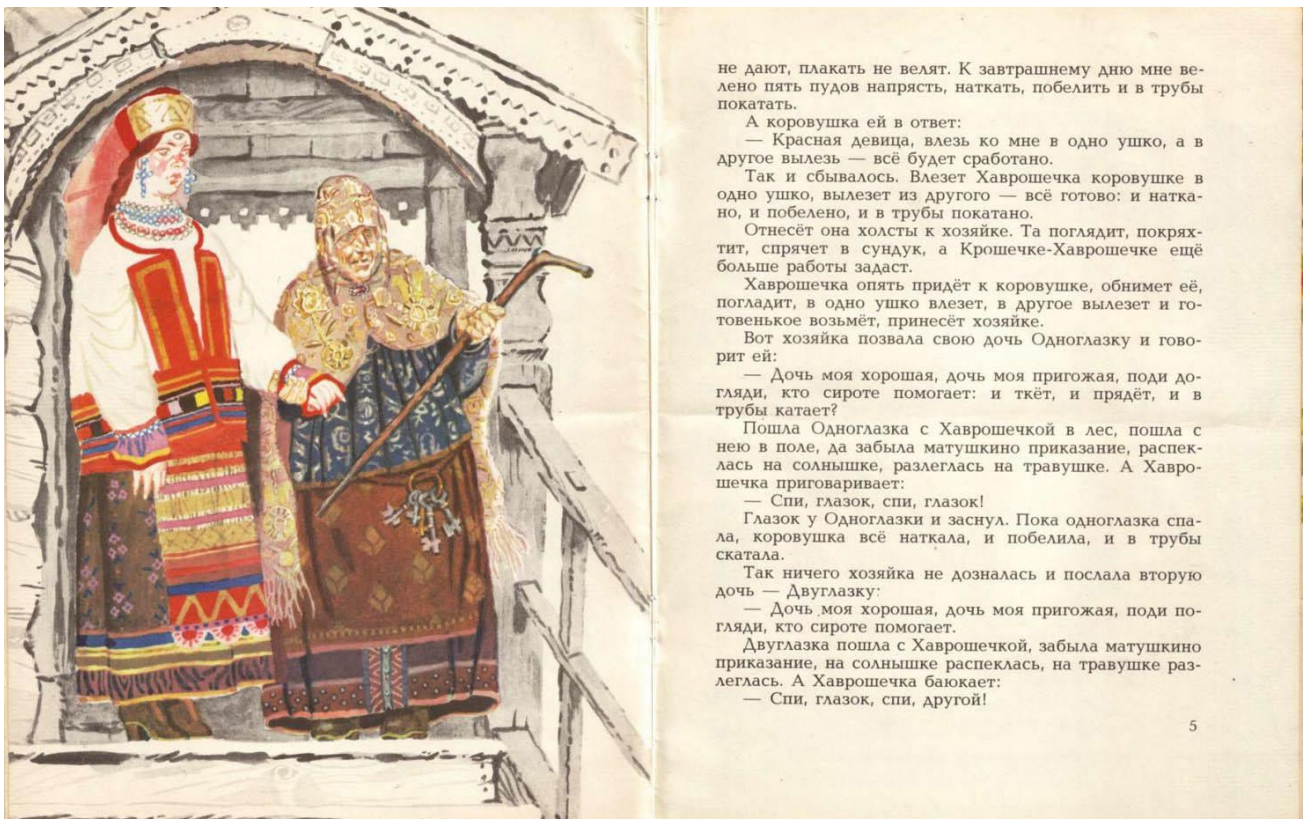 не дают, плакать не велят. К завтрашнему дню мне ве-
лено пять пудов напрясть, наткать, побелить и в трубы
покатать.
А коровушка ей в ответ:
— Красная девица, влезь ко мне в одно ушко, а в
другое вылезь — всё будет сработано.
Так и сбывалось. Влезет Хаврошечка коровушке в
одно ушко, вылезет из другого — всё готово: и натка-
но, и побелено, и в трубы покатано.
Отнесёт она холсты к хозяйке. Та поглядит, покрях-
тит, спрячет в сундук, а Крошечке-Хаврошечке ещё
больше работы задаст.
Хаврошечка опять придёт к коровушке, обнимет её,
погладит, в одно ушко влезет, в другое вылезет и го-
товенькое возьмёт, принесёт хозяйке.
Вот хозяйка позвала свою дочь Одноглазку и гово-
рит ей:
— Дочь моя хорошая, дочь моя пригожая, поди до-
гляди, кто сироте помогает: и ткёт, и прядёт, и в
трубы катает?
Пошла Одноглазка с Хаврошечкой в лес, пошла с
нею в поле, да забыла матушкино приказание, распек-
лась на солнышке, разлеглась на травушке. А Хавро-
шечка приговаривает:
— Спи, глазок, спи, глазок!
Глазок у Одноглазки и заснул. Пока одноглазка спа-
ла, коровушка всё наткала, и побелила, и в трубы
скатала.
Так ничего хозяйка не дозналась и послала вторую
дочь — Двуглазку:
— Дочь моя хорошая, дочь моя пригожая, поди по-
гляди, кто сироте помогает.
Двуглазка пошла с Хаврошечкой, забыла матушкино
приказание, на солнышке распеклась, на травушке раз-
леглась. А Хаврошечка баюкает:
— Спи, глазок, спи, другой!
5